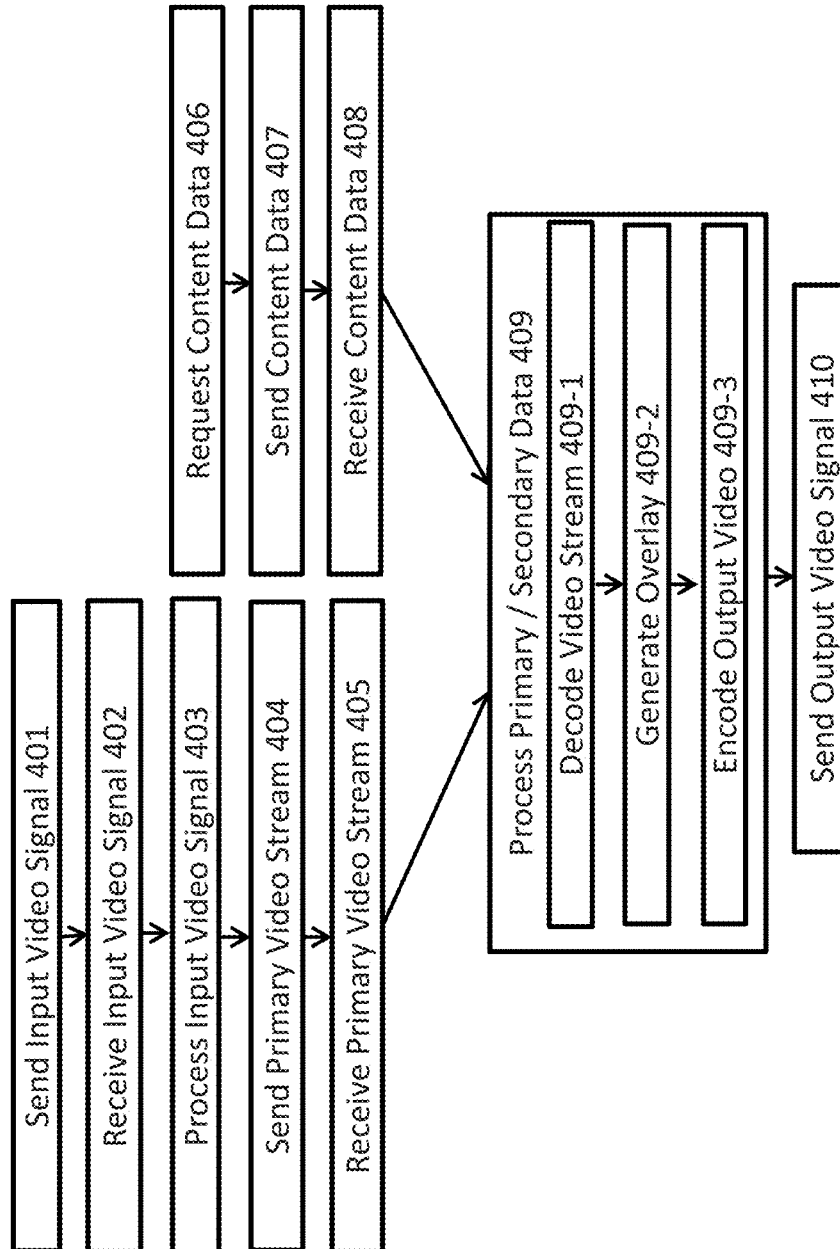 Send Input Video Signal 401
Receive Input Video Signal 402
Process Input Video Signal 403
Send Primary Video Stream 404
Receive Primary Video Stream 405
Request Content Data 406
Send Content Data 407
Receive Content Data 408
Process Primary / Secondary Data 409
Decode Video Stream 409-1
Generate Overlay 409-2
Encode Output Video 409-3
Send Output Video Signal 410